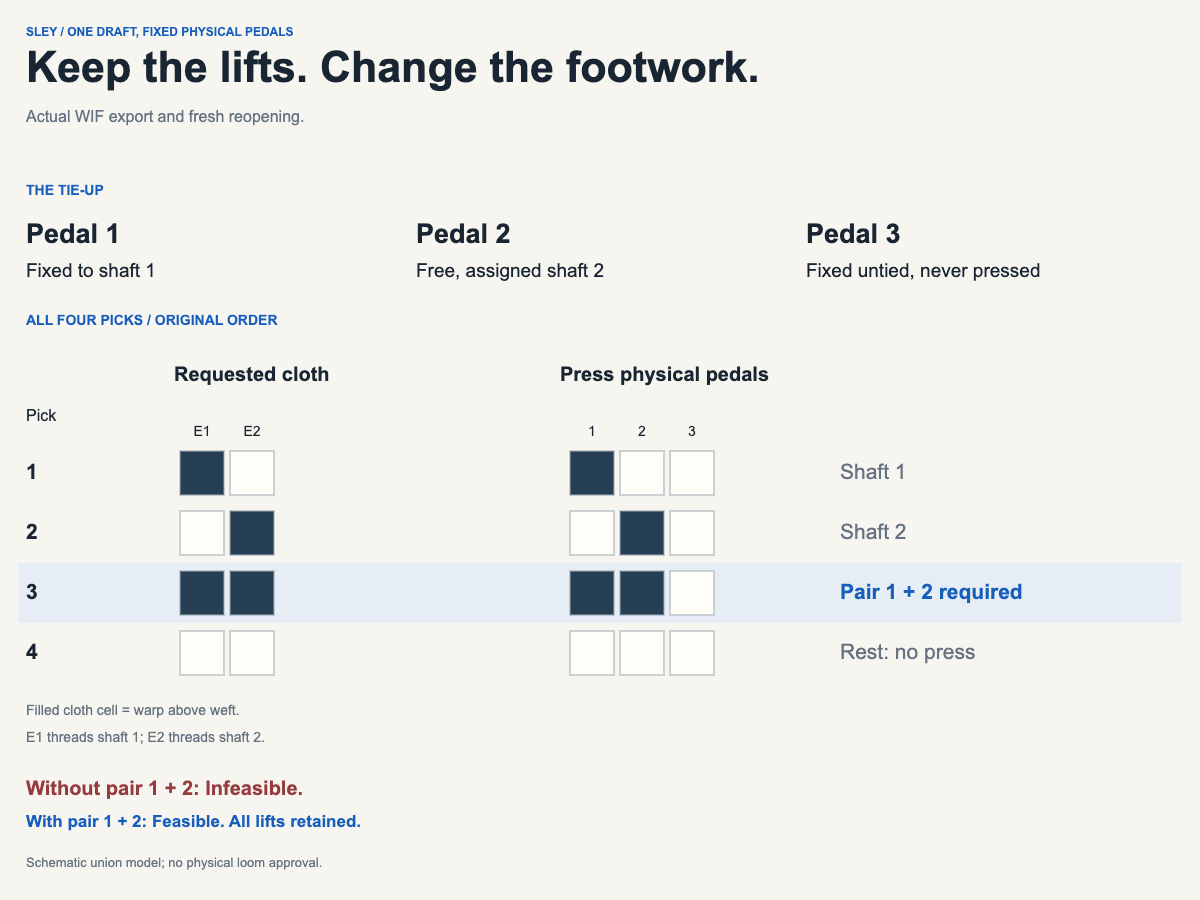 SLEY / ONE DRAFT, FIXED PHYSICAL PEDALS
Keep the lifts. Change the footwork.
Actual WIF export and fresh reopening.
THE TIE-UP
Pedal 1
Fixed to shaft 1
Pedal 2
Free, assigned shaft 2
Pedal 3
Fixed untied, never pressed
ALL FOUR PICKS / ORIGINAL ORDER
Requested cloth
Press physical pedals
Pick
E1 E2
1 2 3
1 Shaft 1
2 Shaft 2
3 Pair 1 + 2 required
4 Rest: no press
Filled cloth cell = warp above weft.
E1 threads shaft 1; E2 threads shaft 2.
Without pair 1 + 2: Infeasible.
With pair 1 + 2: Feasible. All lifts retained.
Schematic union model; no physical loom approval.